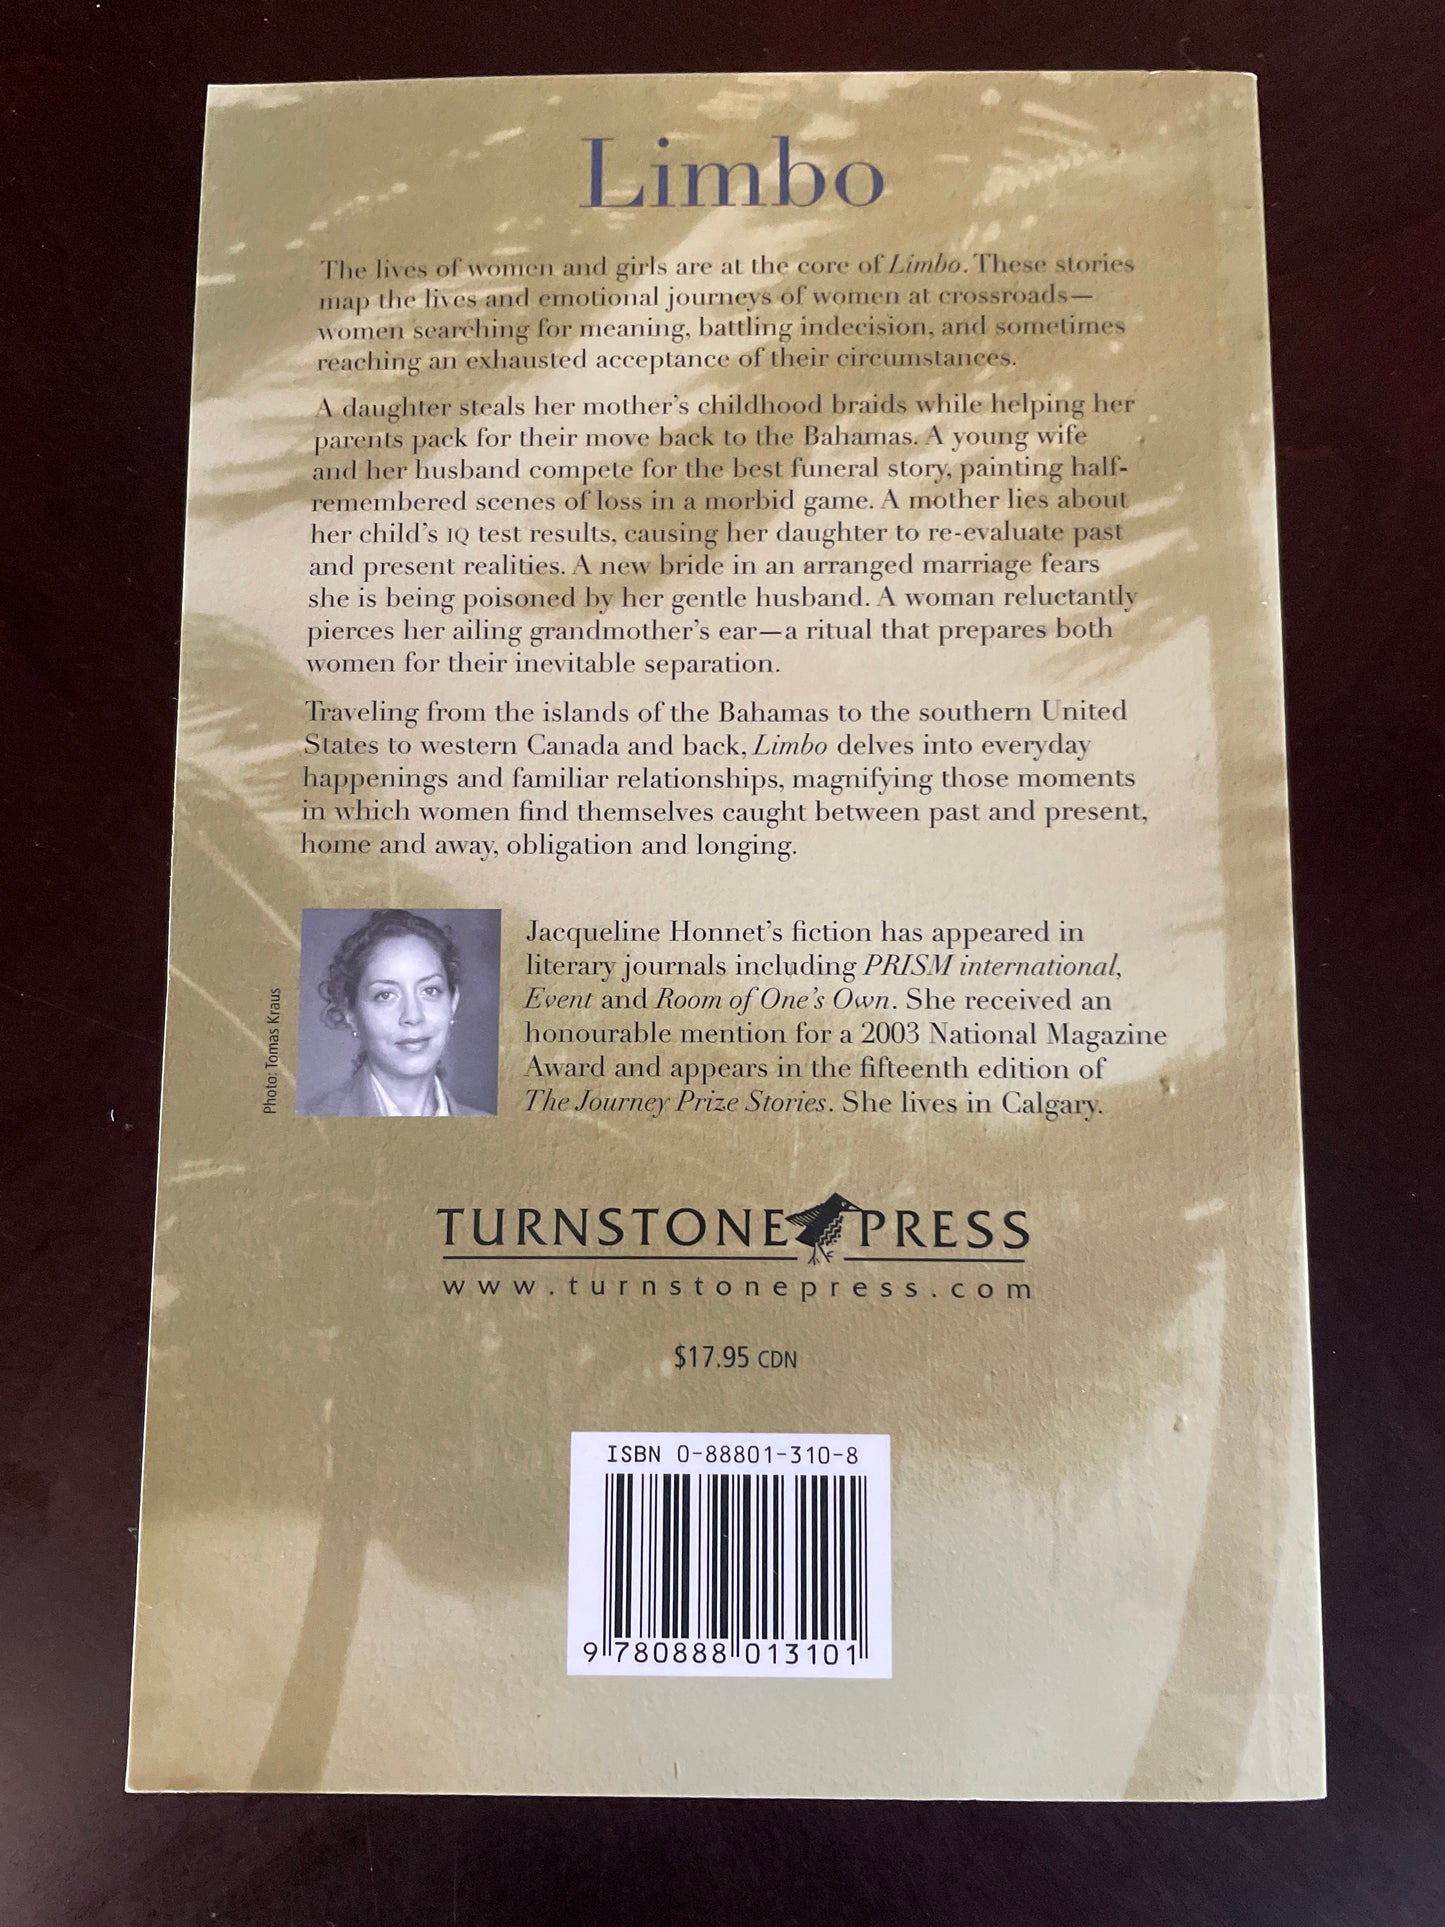 Limbo
The lives of women and girls are at the core of Limbo. These stories
map the lives and emotional journeys of women at crossroads—
women searching for meaning, battling indecision, and sometimes
reaching an exhausted acceptance of their circumstances.
A daughter steals her mother's childhood braids while helping her
parents pack for their move back to the Bahamas. A young wife
and her husband compete for the best funeral story, painting half-
remembered scenes of loss in a morbid game. A mother lies about
her child's IQ test results, causing her daughter to re-evaluate past
and present realities. A new bride in an arranged marriage fears
she is being poisoned by her gentle husband. A woman reluctantly
pierces her ailing grandmother's ear—a ritual that prepares both
women for their inevitable separation.
Traveling from the islands of the Bahamas to the southern United
States to western Canada and back, Limbo delves into everyday
happenings and familiar relationships, magnifying those moments
in which women find themselves caught between past and present,
home and away, obligation and longing.
Photo: Tomas Kraus
Jacqueline Honnet's fiction has appeared in
literary journals including PRISM international,
Event and Room of One's Own. She received an
honourable mention for a 2003 National Magazine
Award and appears in the fifteenth edition of
The Journey Prize Stories. She lives in Calgary.
TURNSTONE PRESS
www.turnstonepress.com
$17.95 CDN
ISBN 0-88801-310-8
9 780888 013101